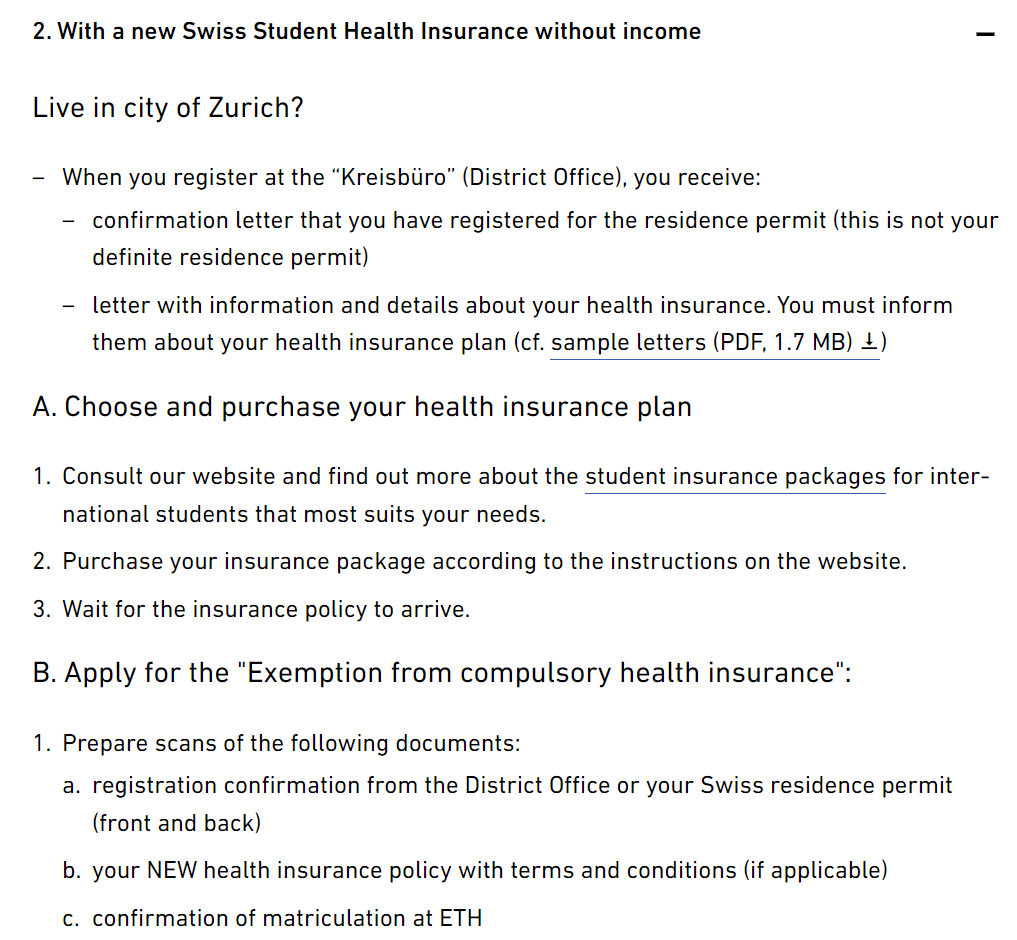 2. With a new Swiss Student Health Insurance without income
Live in city of Zurich?
– When you register at the “Kreisbüro” (District Office), you receive:
– confirmation letter that you have registered for the residence permit (this is not your
definite residence permit)
– letter with information and details about your health insurance. You must inform
them about your health insurance plan (cf. sample letters (PDF, 1.7 MB) ↓)
A. Choose and purchase your health insurance plan
1. Consult our website and find out more about the student insurance packages for inter-
national students that most suits your needs.
2. Purchase your insurance package according to the instructions on the website.
3. Wait for the insurance policy to arrive.
B. Apply for the "Exemption from compulsory health insurance":
1. Prepare scans of the following documents:
a. registration confirmation from the District Office or your Swiss residence permit
(front and back)
b. your NEW health insurance policy with terms and conditions (if applicable)
c. confirmation of matriculation at ETH